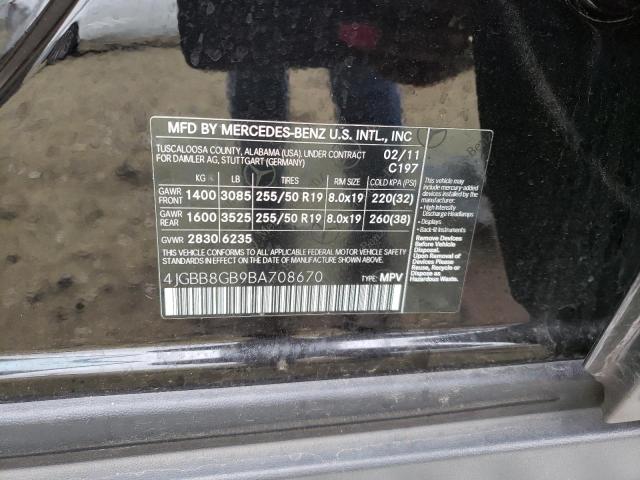 MFD BY MERCEDES-BENZ U.S. INTL., INC
TUSCALOOSA COUNTY, ALABAMA (USA). UNDER CONTRACT 02/11
FOR DAIMLER AG, STUTTGART (GERMANY) C197
KG LB TIRES RIM SIZE COLD KPA (PSI)
GAWR FRONT 1400 3085 255/50 R19 8.0x19 220(32)
GAWR REAR 1600 3525 255/50 R19 8.0x19 260(38)
GVWR 2830 6235
THIS VEHICLE CONFORMS TO ALL APPLICABLE FEDERAL MOTOR VEHICLE SAFETY
STANDARDS IN EFFECT ON THE DATE OF MANUFACTURE SHOWN ABOVE.
4JGBB8GB9BA708670 TYPE: MPV
This vehicle may include
mercury-added devices
installed by the
manufacturer:
• High Intensity
Discharge Headlamps
• Back-lit Instruments
Remove Devices
Before Vehicle
Disposal.
Upon Removal of
Devices Please
Reuse, Recycle or
Dispose as
Hazardous Waste.